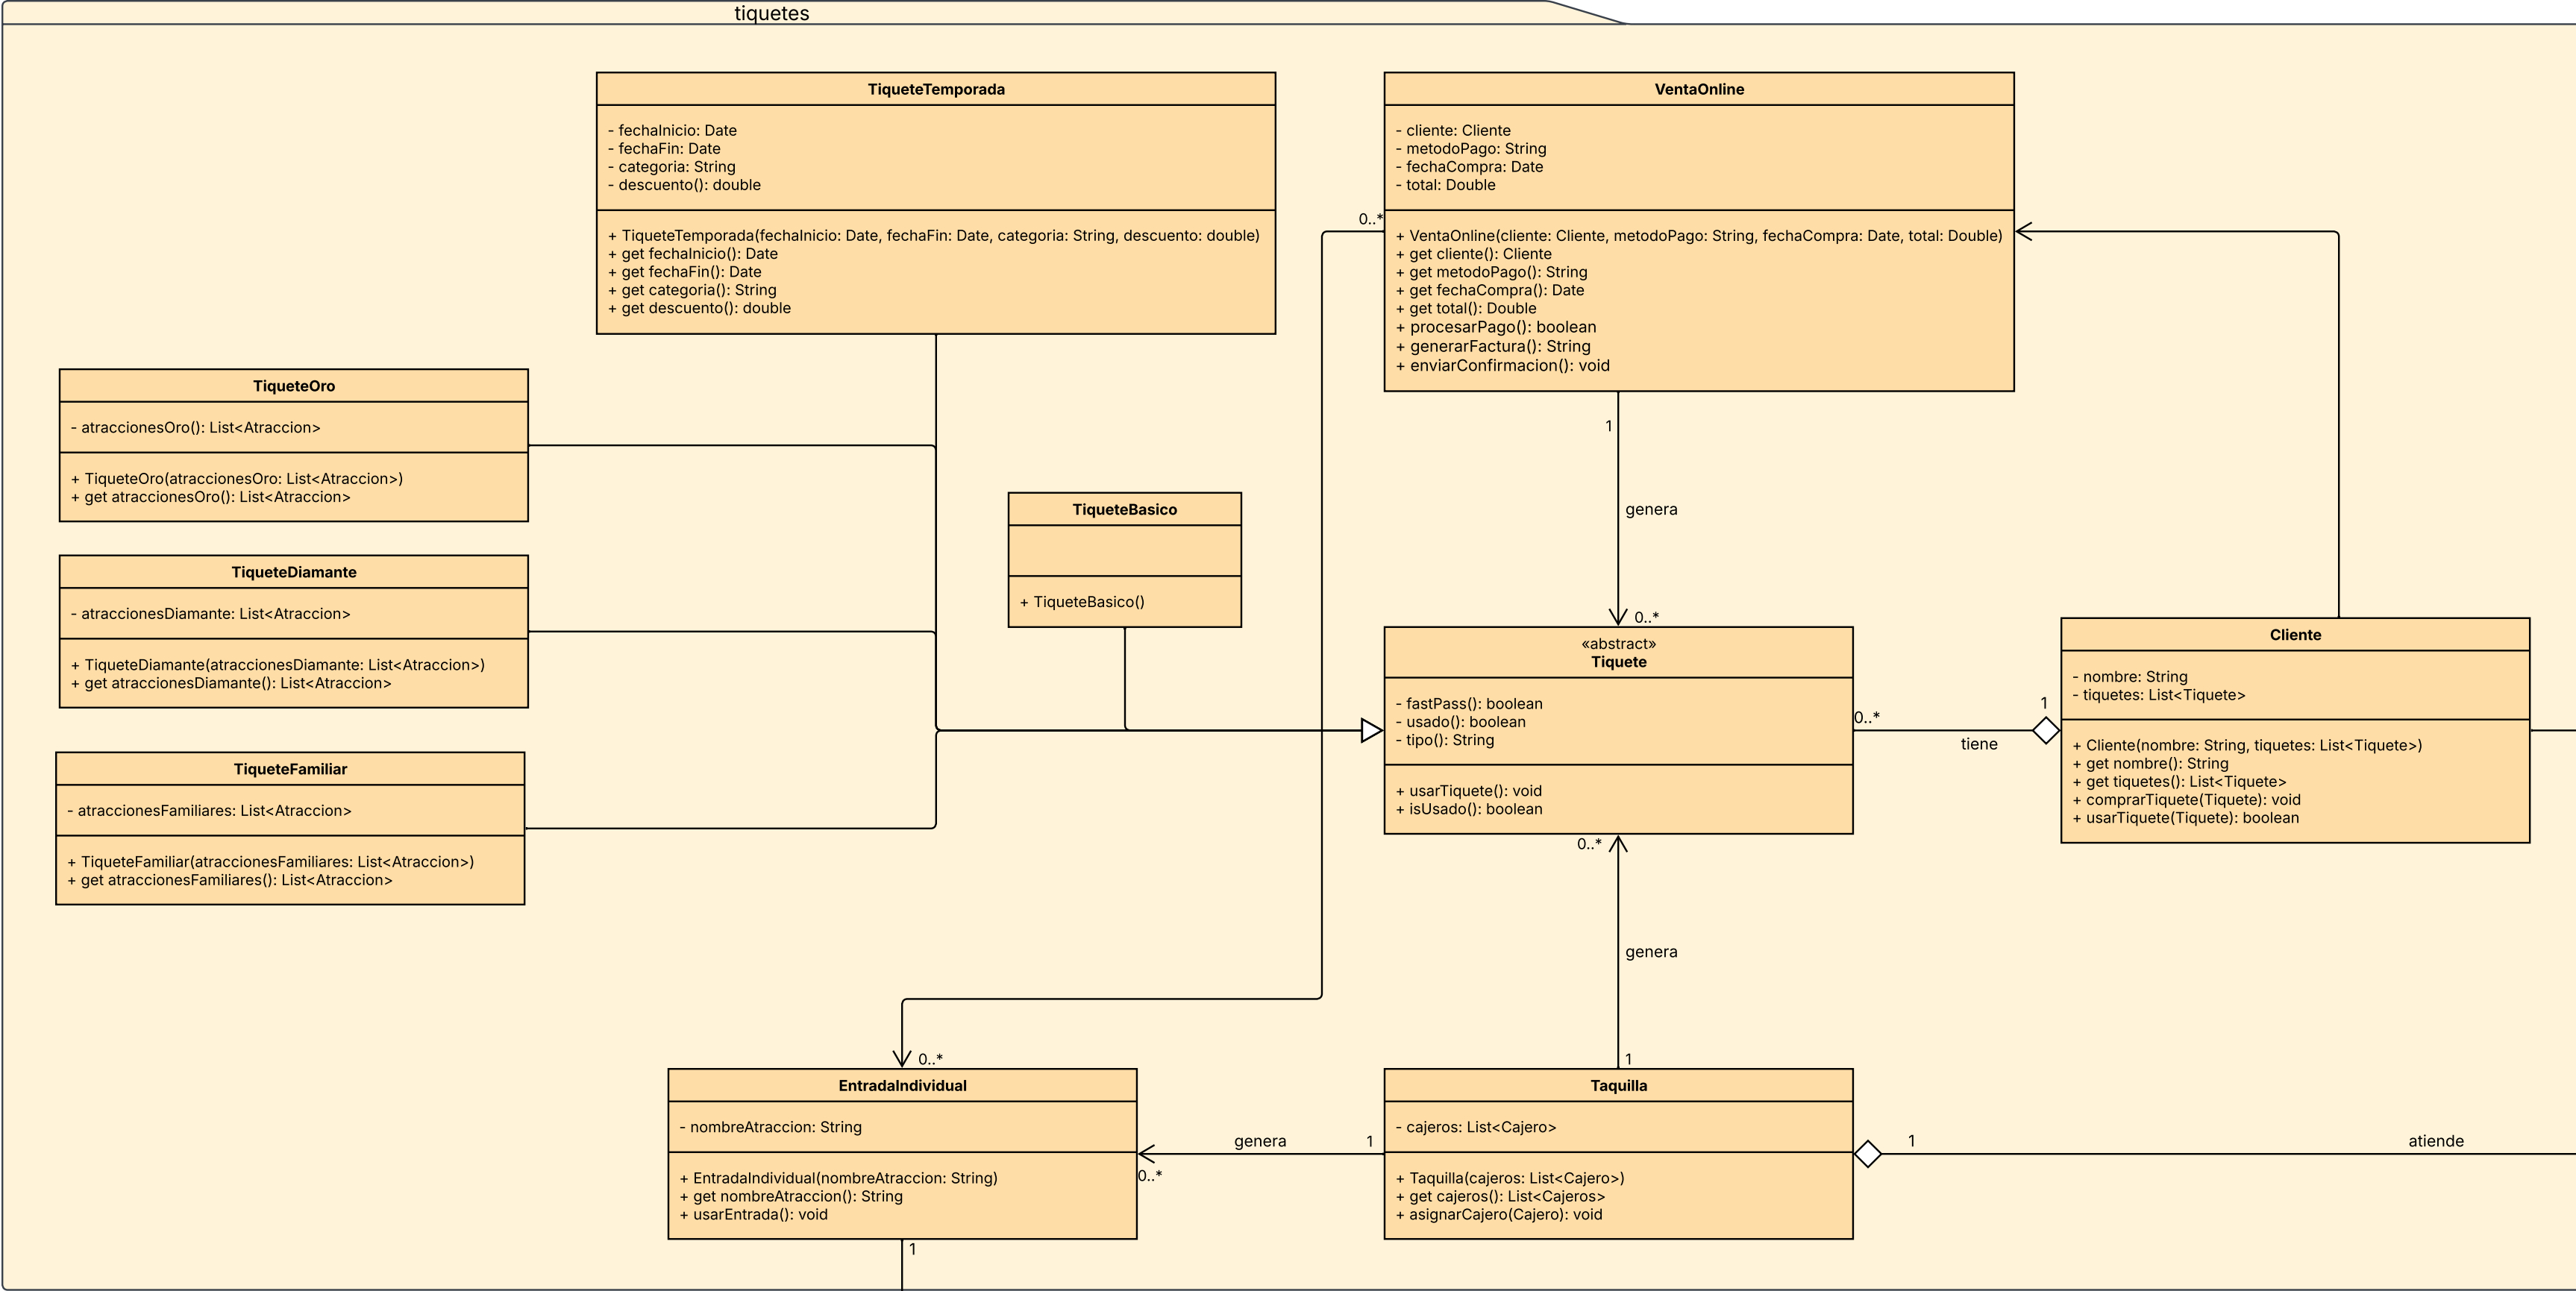 tiquetes
TiqueteTemporada
- fechaInicio: Date
- fechaFin: Date
- categoria: String
- descuento(): double
+ TiqueteTemporada(fechaInicio: Date, fechaFin: Date, categoria: String, descuento: double)
+ get fechaInicio(): Date
+ get fechaFin(): Date
+ get categoria(): String
+ get descuento(): double
VentaOnline
- cliente: Cliente
- metodoPago: String
- fechaCompra: Date
- total: Double
+ VentaOnline(cliente: Cliente, metodoPago: String, fechaCompra: Date, total: Double)
+ get cliente(): Cliente
+ get metodoPago(): String
+ get fechaCompra(): Date
+ get total(): Double
+ procesarPago(): boolean
+ generarFactura(): String
+ enviarConfirmacion(): void
0..*
1
genera
0..*
TiqueteOro
- atraccionesOro(): List<Atraccion>
+ TiqueteOro(atraccionesOro: List<Atraccion>)
+ get atraccionesOro(): List<Atraccion>
TiqueteBasico
+ TiqueteBasico()
TiqueteDiamante
- atraccionesDiamante: List<Atraccion>
+ TiqueteDiamante(atraccionesDiamante: List<Atraccion>)
+ get atraccionesDiamante(): List<Atraccion>
«abstract»
Tiquete
- fastPass(): boolean
- usado(): boolean
- tipo(): String
+ usarTiquete(): void
+ isUsado(): boolean
0..*
tiene
1
Cliente
- nombre: String
- tiquetes: List<Tiquete>
+ Cliente(nombre: String, tiquetes: List<Tiquete>)
+ get nombre(): String
+ get tiquetes(): List<Tiquete>
+ comprarTiquete(Tiquete): void
+ usarTiquete(Tiquete): boolean
TiqueteFamiliar
- atraccionesFamiliares: List<Atraccion>
+ TiqueteFamiliar(atraccionesFamiliares: List<Atraccion>)
+ get atraccionesFamiliares(): List<Atraccion>
0..*
genera
1
0..*
EntradaIndividual
- nombreAtraccion: String
+ EntradaIndividual(nombreAtraccion: String)
+ get nombreAtraccion(): String
+ usarEntrada(): void
1
genera
1
0..*
Taquilla
- cajeros: List<Cajero>
+ Taquilla(cajeros: List<Cajero>)
+ get cajeros(): List<Cajeros>
+ asignarCajero(Cajero): void
1
atiende